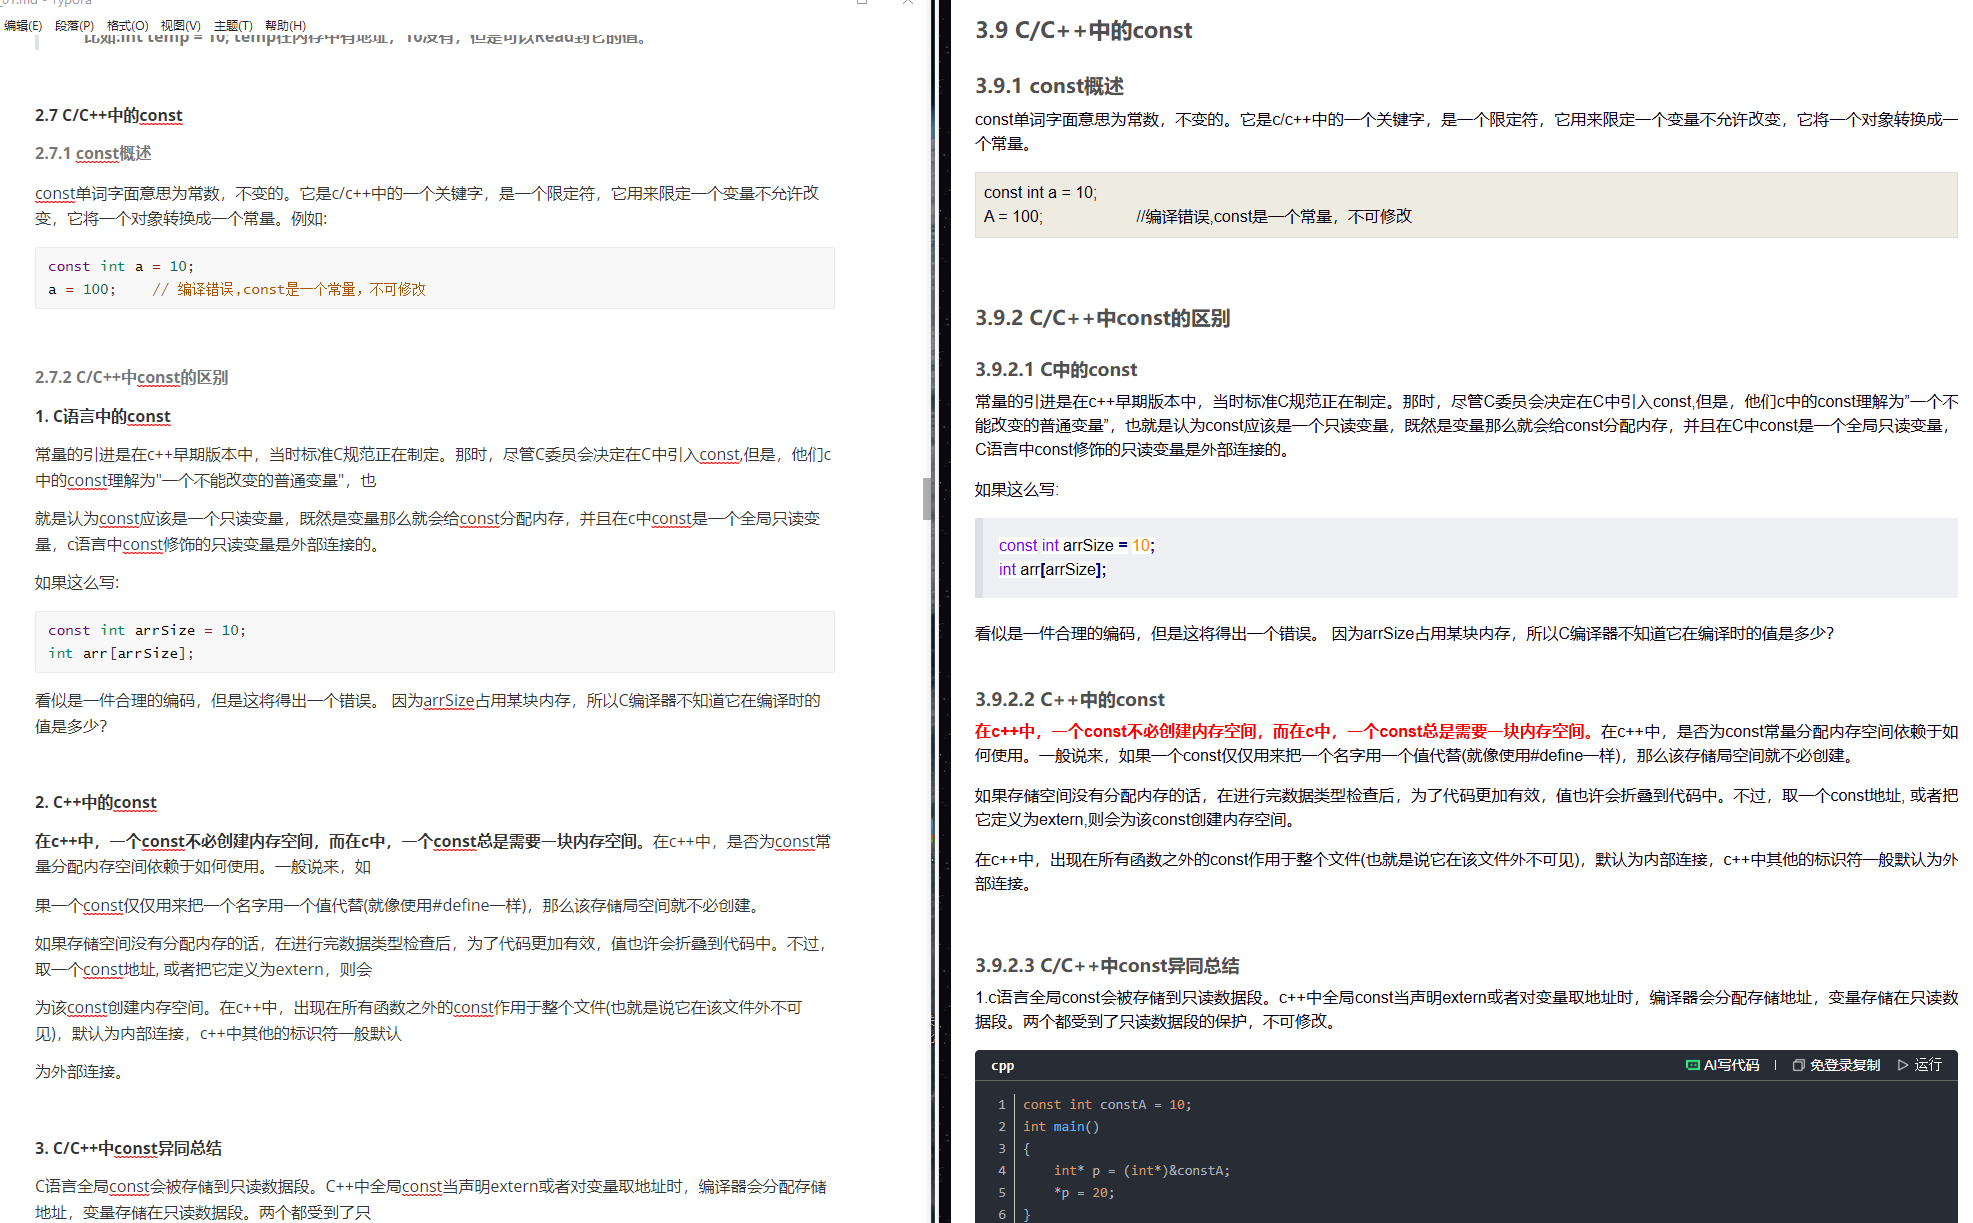 编辑(E) 段落(P) 格式(O) 视图(V) 主题(T) 帮助(H)
比如:int temp = 10; temp在内存中有地址，10没有，但是可以Read到它的值。
2.7 C/C++中的const
2.7.1 const概述
const单词字面意思为常数，不变的。它是c/c++中的一个关键字，是一个限定符，它用来限定一个变量不允许改
变，它将一个对象转换成一个常量。例如:
const int a = 10;
a = 100;    // 编译错误,const是一个常量，不可修改
2.7.2 C/C++中const的区别
1. C语言中的const
常量的引进是在c++早期版本中，当时标准C规范正在制定。那时，尽管C委员会决定在C中引入const,但是，他们c
中的const理解为"一个不能改变的普通变量"，也
就是认为const应该是一个只读变量，既然是变量那么就会给const分配内存，并且在c中const是一个全局只读变
量，c语言中const修饰的只读变量是外部连接的。
如果这么写:
const int arrSize = 10;
int arr[arrSize];
看似是一件合理的编码，但是这将得出一个错误。 因为arrSize占用某块内存，所以C编译器不知道它在编译时的
值是多少？
2. C++中的const
在c++中，一个const不必创建内存空间，而在c中，一个const总是需要一块内存空间。在c++中，是否为const常
量分配内存空间依赖于如何使用。一般说来，如
果一个const仅仅用来把一个名字用一个值代替(就像使用#define一样)，那么该存储局空间就不必创建。
如果存储空间没有分配内存的话，在进行完数据类型检查后，为了代码更加有效，值也许会折叠到代码中。不过，
取一个const地址, 或者把它定义为extern，则会
为该const创建内存空间。在c++中，出现在所有函数之外的const作用于整个文件(也就是说它在该文件外不可
见)，默认为内部连接，c++中其他的标识符一般默认
为外部连接。
3. C/C++中const异同总结
C语言全局const会被存储到只读数据段。C++中全局const当声明extern或者对变量取地址时，编译器会分配存储
地址，变量存储在只读数据段。两个都受到了只
3.9 C/C++中的const
3.9.1 const概述
const单词字面意思为常数，不变的。它是c/c++中的一个关键字，是一个限定符，它用来限定一个变量不允许改变，它将一个对象转换成一
个常量。
const int a = 10;
A = 100;    //编译错误,const是一个常量，不可修改
3.9.2 C/C++中const的区别
3.9.2.1 C中的const
常量的引进是在c++早期版本中，当时标准C规范正在制定。那时，尽管C委员会决定在C中引入const,但是，他们c中的const理解为”一个不
能改变的普通变量”，也就是认为const应该是一个只读变量，既然是变量那么就会给const分配内存，并且在C中const是一个全局只读变量，
C语言中const修饰的只读变量是外部连接的。
如果这么写:
const int arrSize = 10;
int arr[arrSize];
看似是一件合理的编码，但是这将得出一个错误。 因为arrSize占用某块内存，所以C编译器不知道它在编译时的值是多少？
3.9.2.2 C++中的const
在c++中，一个const不必创建内存空间，而在c中，一个const总是需要一块内存空间。在c++中，是否为const常量分配内存空间依赖于如
何使用。一般说来，如果一个const仅仅用来把一个名字用一个值代替(就像使用#define一样)，那么该存储局空间就不必创建。
如果存储空间没有分配内存的话，在进行完数据类型检查后，为了代码更加有效，值也许会折叠到代码中。不过，取一个const地址, 或者把
它定义为extern,则会为该const创建内存空间。
在c++中，出现在所有函数之外的const作用于整个文件(也就是说它在该文件外不可见)，默认为内部连接，c++中其他的标识符一般默认为外
部连接。
3.9.2.3 C/C++中const异同总结
1.c语言全局const会被存储到只读数据段。c++中全局const当声明extern或者对变量取地址时，编译器会分配存储地址，变量存储在只读数
据段。两个都受到了只读数据段的保护，不可修改。
cpp AI写代码 免登录复制 运行
1 const int constA = 10;
2 int main()
3 {
4     int* p = (int*)&constA;
5     *p = 20;
6 }